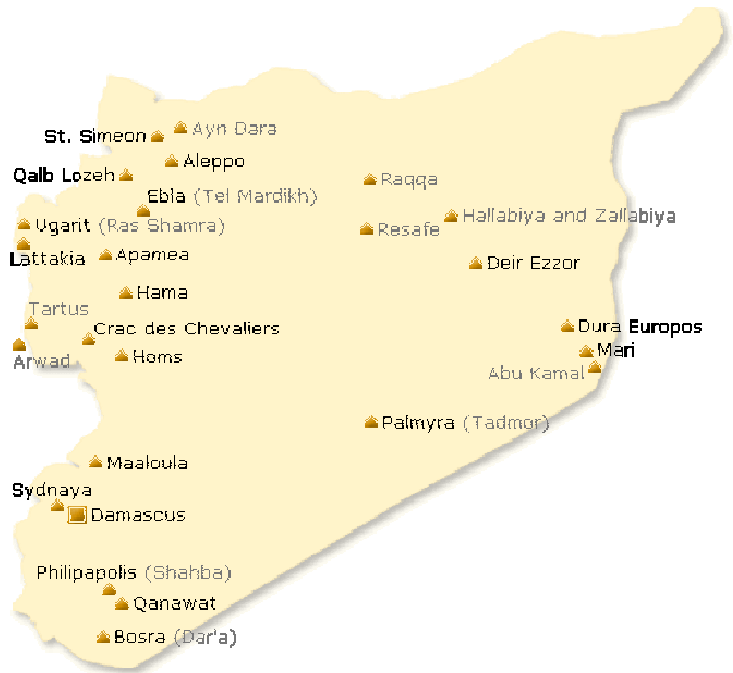 Ayn Dara
St. Simeon
Aleppo
Qalb Lozeh
Raqqa
Ebla (Tel Mardikh)
Hallabiya and Zallabiya
Ugarit (Ras Shamra)
Resafe
Lattakia
Apamea
Deir Ezzor
Hama
Tartus
Crac des Chevaliers
Dura Europos
Mari
Arwad
Homs
Abu Kamal
Palmyra (Tadmor)
Maaloula
Sydnaya
Damascus
Philipapolis (Shahba)
Qanawat
Bosra (Dar'a)